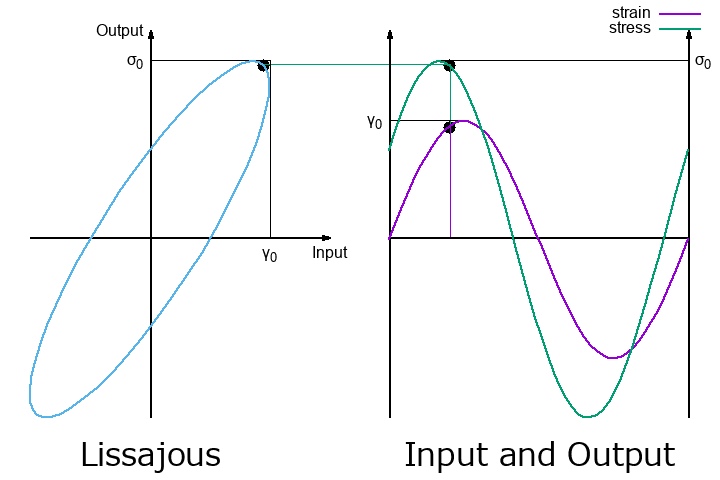 strain
stress
Output
σ0
σ0
γ0
γ0
Input
Lissajous
Input and Output